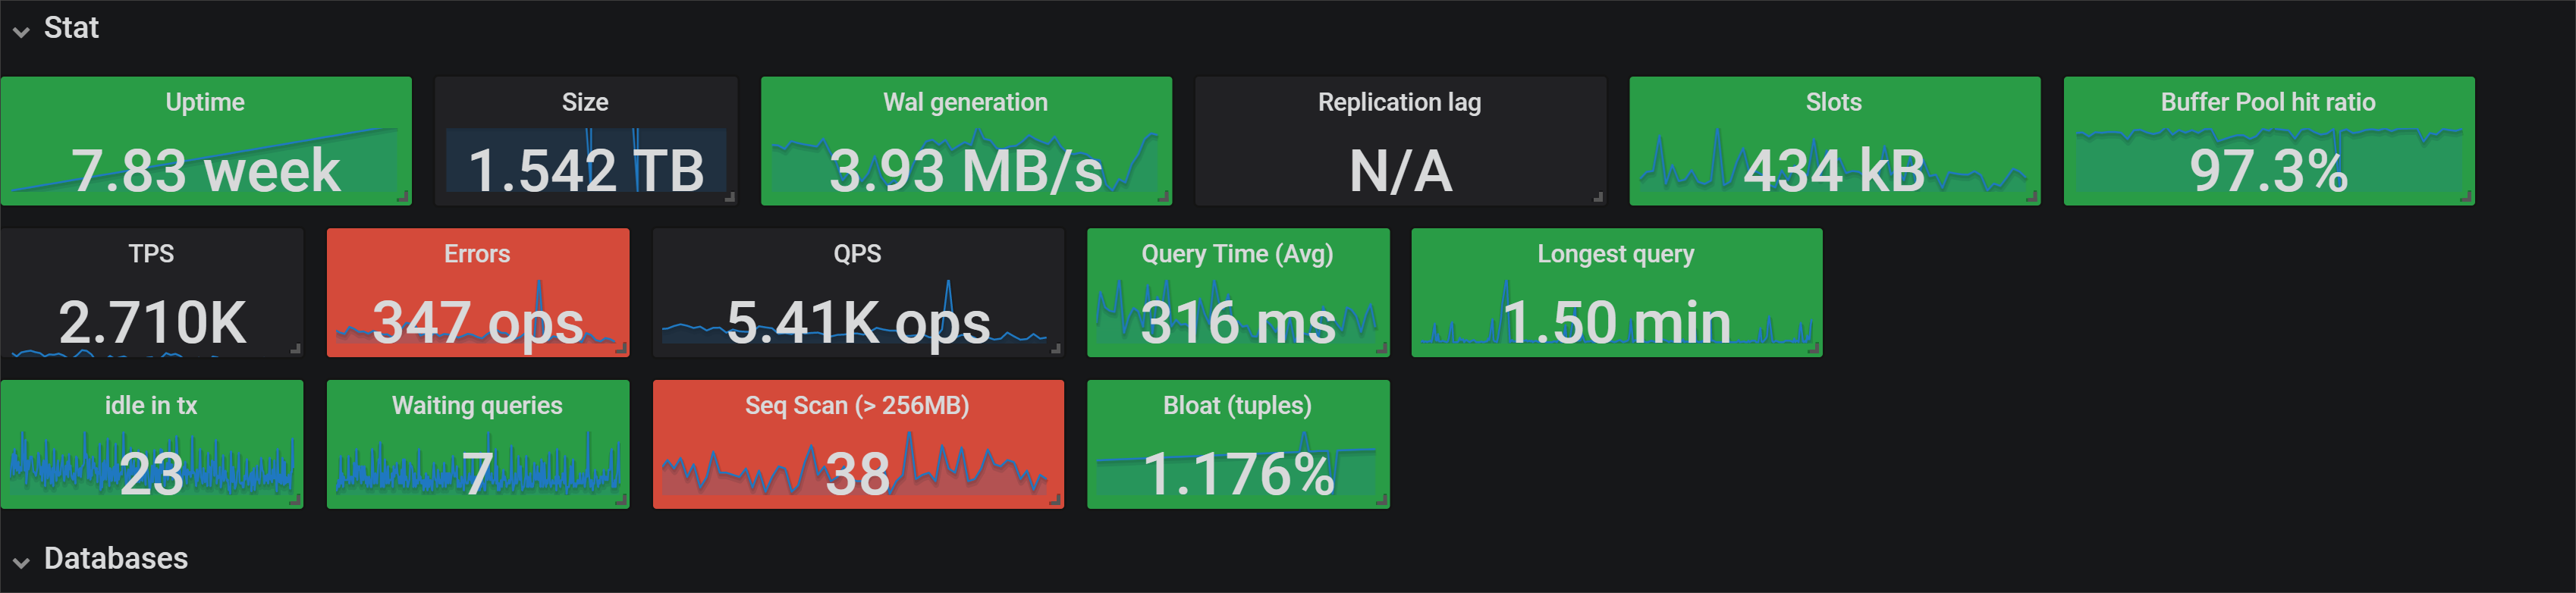 Stat
Uptime
7.83 week
Size
1.542 TB
Wal generation
3.93 MB/s
Replication lag
N/A
Slots
434 kB
Buffer Pool hit ratio
97.3%
TPS
2.710K
Errors
347 ops
QPS
5.41K ops
Query Time (Avg)
316 ms
Longest query
1.50 min
idle in tx
23
Waiting queries
7
Seq Scan (> 256MB)
38
Bloat (tuples)
1.176%
Databases